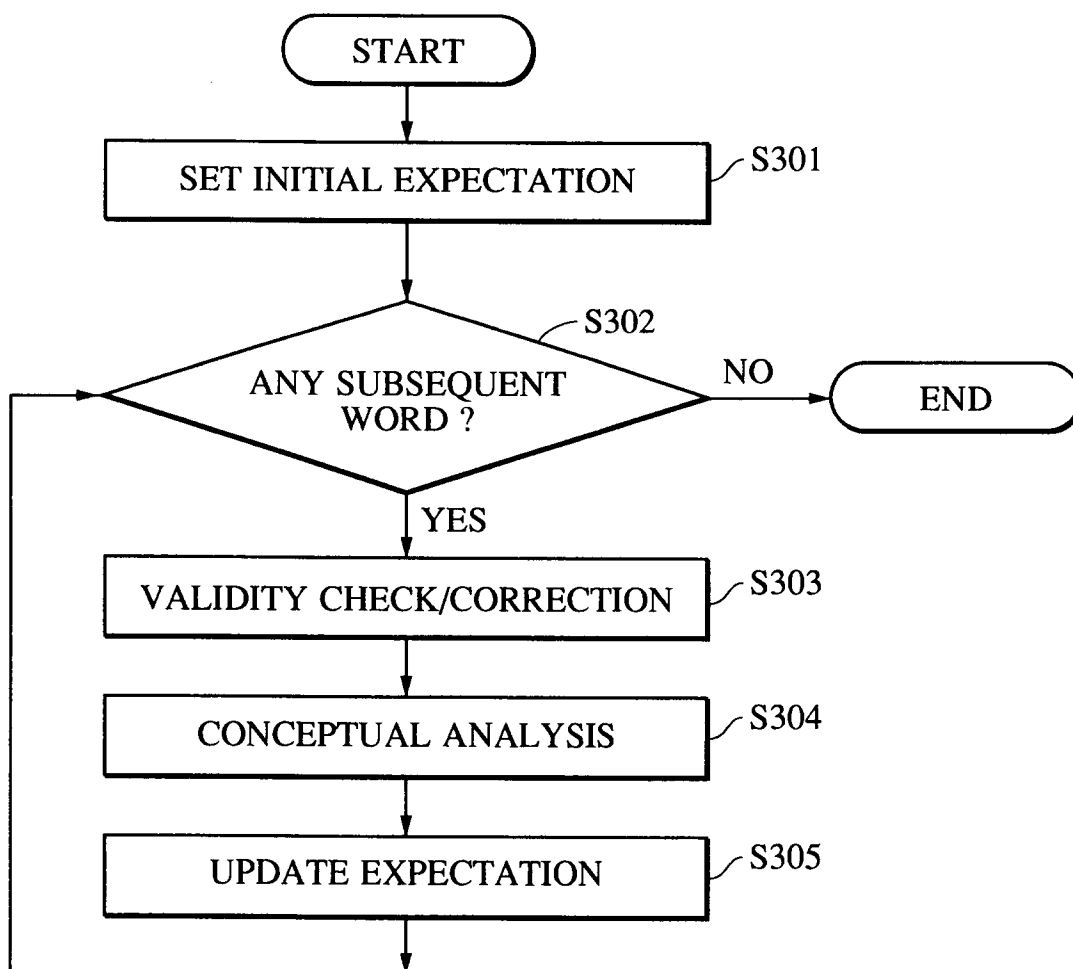 START
SET INITIAL EXPECTATION
S301
S302
ANY SUBSEQUENT
WORD ?
NO
END
YES
VALIDITY CHECK/CORRECTION
S303
CONCEPTUAL ANALYSIS
S304
UPDATE EXPECTATION
S305